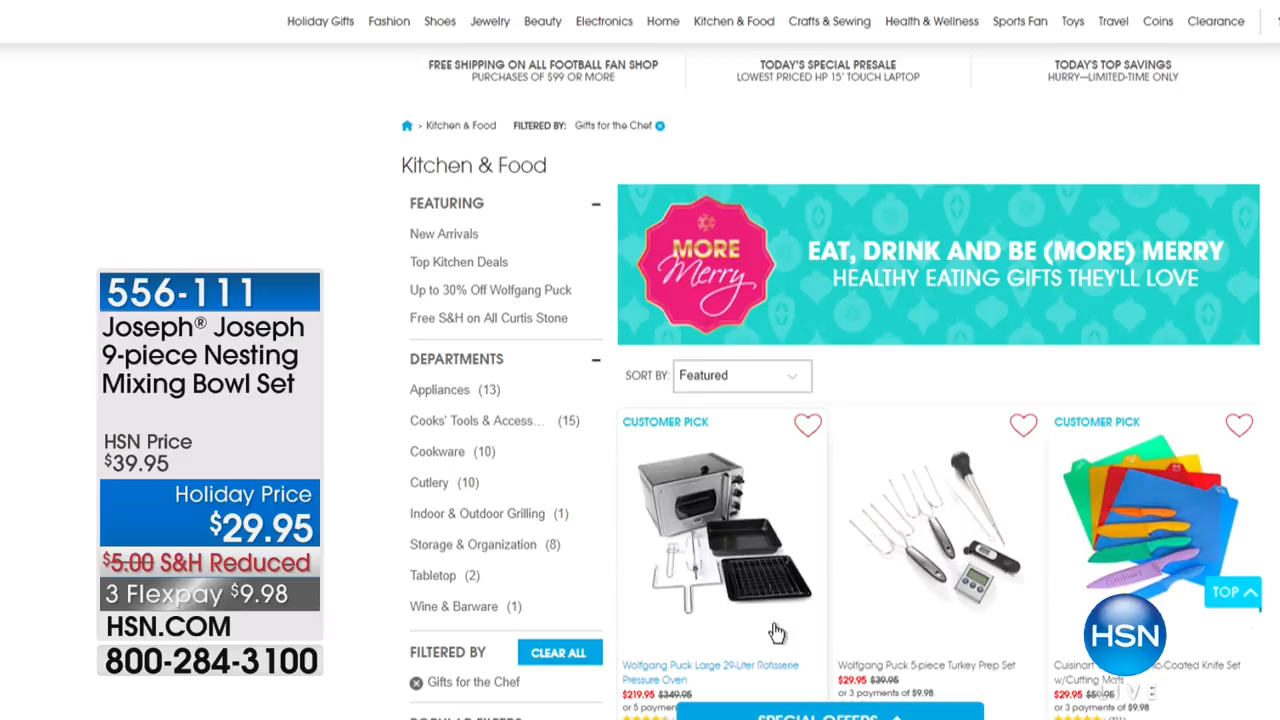 Holiday Gifts Fashion Shoes Jewelry Beauty Electronics Home Kitchen & Food Crafts & Sewing Health & Wellness Sports Fan Toys Travel Coins Clearance
FREE SHIPPING ON ALL FOOTBALL FAN SHOP
PURCHASES OF $99 OR MORE
TODAY'S SPECIAL PRESALE
LOWEST PRICED HP 15" TOUCH LAPTOP
TODAY'S TOP SAVINGS
HURRY—LIMITED-TIME ONLY
> Kitchen & Food FILTERED BY: Gifts for the Chef
Kitchen & Food
FEATURING
New Arrivals
Top Kitchen Deals
Up to 30% Off Wolfgang Puck
Free S&H on All Curtis Stone
DEPARTMENTS
Appliances (13)
Cooks' Tools & Access... (15)
Cookware (10)
Cutlery (10)
Indoor & Outdoor Grilling (1)
Storage & Organization (8)
Tabletop (2)
Wine & Barware (1)
FILTERED BY CLEAR ALL
Gifts for the Chef
MORE
Merry
EAT, DRINK AND BE (MORE) MERRY
HEALTHY EATING GIFTS THEY'LL LOVE
SORT BY: Featured
CUSTOMER PICK
Wolfgang Puck Large 29-Liter Rotisserie
Pressure Oven
$219.95 $349.95
or 5 paymen
Wolfgang Puck 5-piece Turkey Prep Set
$29.95 $39.95
or 3 payments of $9.98
CUSTOMER PICK
Cuisinart -Coated Knife Set
w/Cutting Mats
$29.95 $59.95
or 3 payments of $9.98
TOP
SPECIAL OFFERS
556-111
Joseph® Joseph
9-piece Nesting
Mixing Bowl Set
HSN Price
$39.95
Holiday Price
$29.95
$5.00 S&H Reduced
3 Flexpay $9.98
HSN.COM
800-284-3100
HSN
LIVE